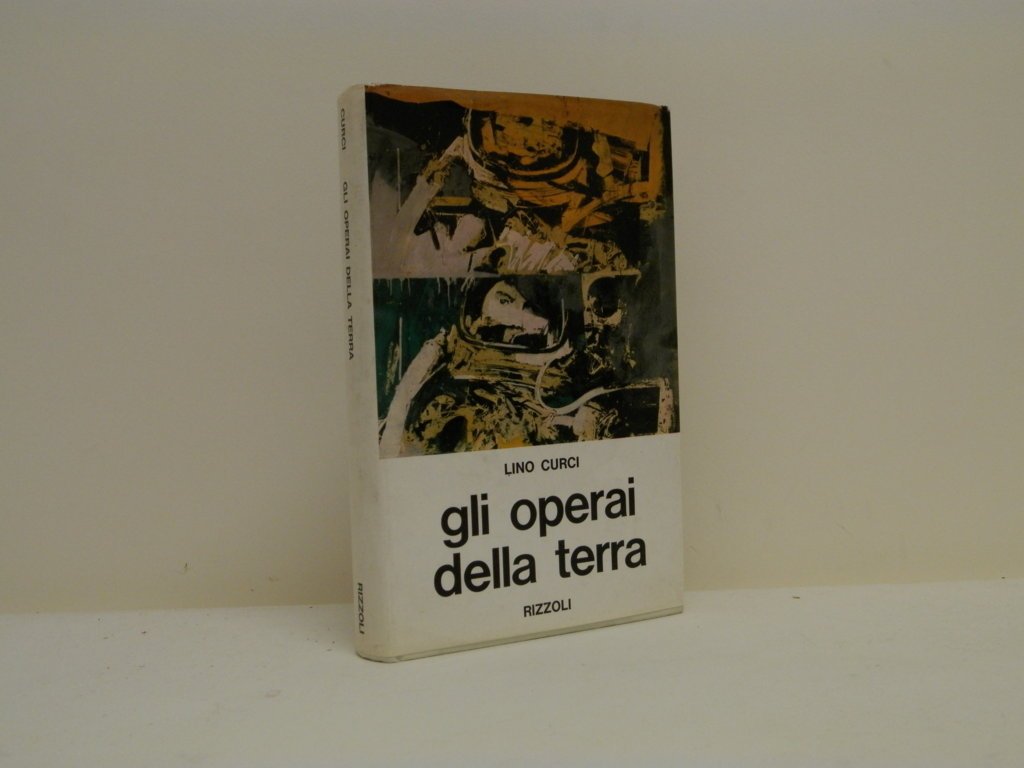 CURCI GLI OPERAI DELLA TERRA RIZZOLI
LINO CURCI
gli operai
della terra
RIZZOLI